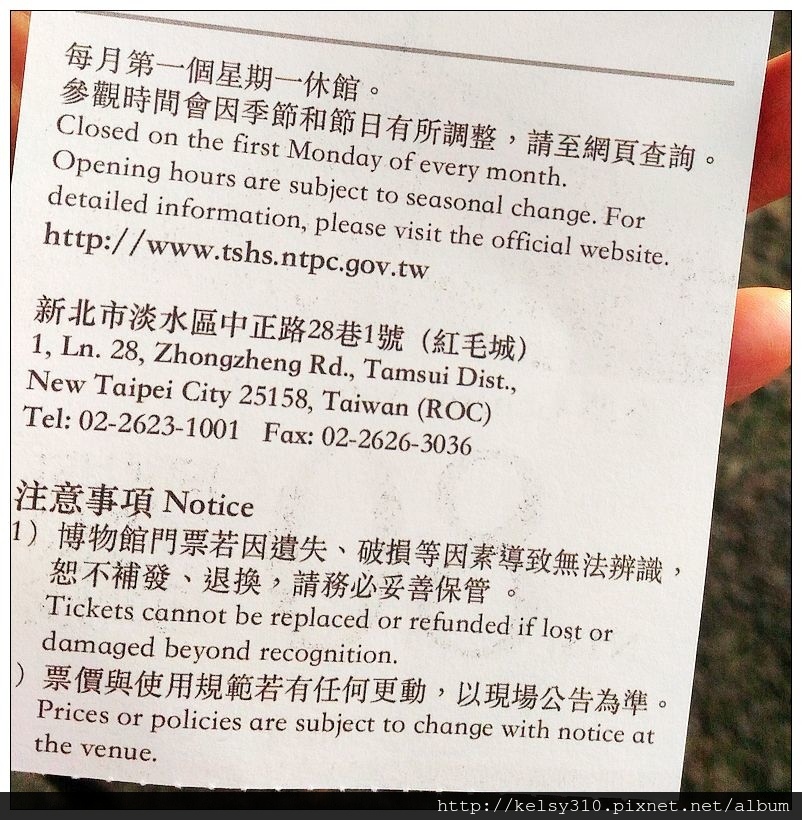 每月第一個星期一休館。
參觀時間會因季節和節日有所調整，請至網頁查詢。
Closed on the first Monday of every month.
Opening hours are subject to seasonal change. For
detailed information, please visit the official website.
http://www.tshs.ntpc.gov.tw
新北市淡水區中正路28巷1號（紅毛城）
1, Ln. 28, Zhongzheng Rd., Tamsui Dist.,
New Taipei City 25158, Taiwan (ROC)
Tel: 02-2623-1001 Fax: 02-2626-3036
注意事項 Notice
1）博物館門票若因遺失、破損等因素導致無法辨識，
恕不補發、退換，請務必妥善保管。
Tickets cannot be replaced or refunded if lost or
damaged beyond recognition.
）票價與使用規範若有任何更動，以現場公告為準。
Prices or policies are subject to change with notice at
the venue.
http://kelsy310.pixnet.net/album